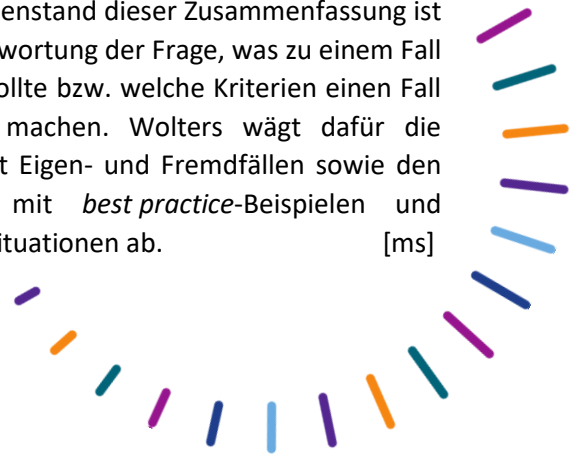 enstand dieser Zusammenfassung ist
wortung der Frage, was zu einem Fall
ollte bzw. welche Kriterien einen Fall
machen. Wolters wägt dafür die
t Eigen- und Fremdfällen sowie den
mit best practice-Beispielen und
ituationen ab. [ms]